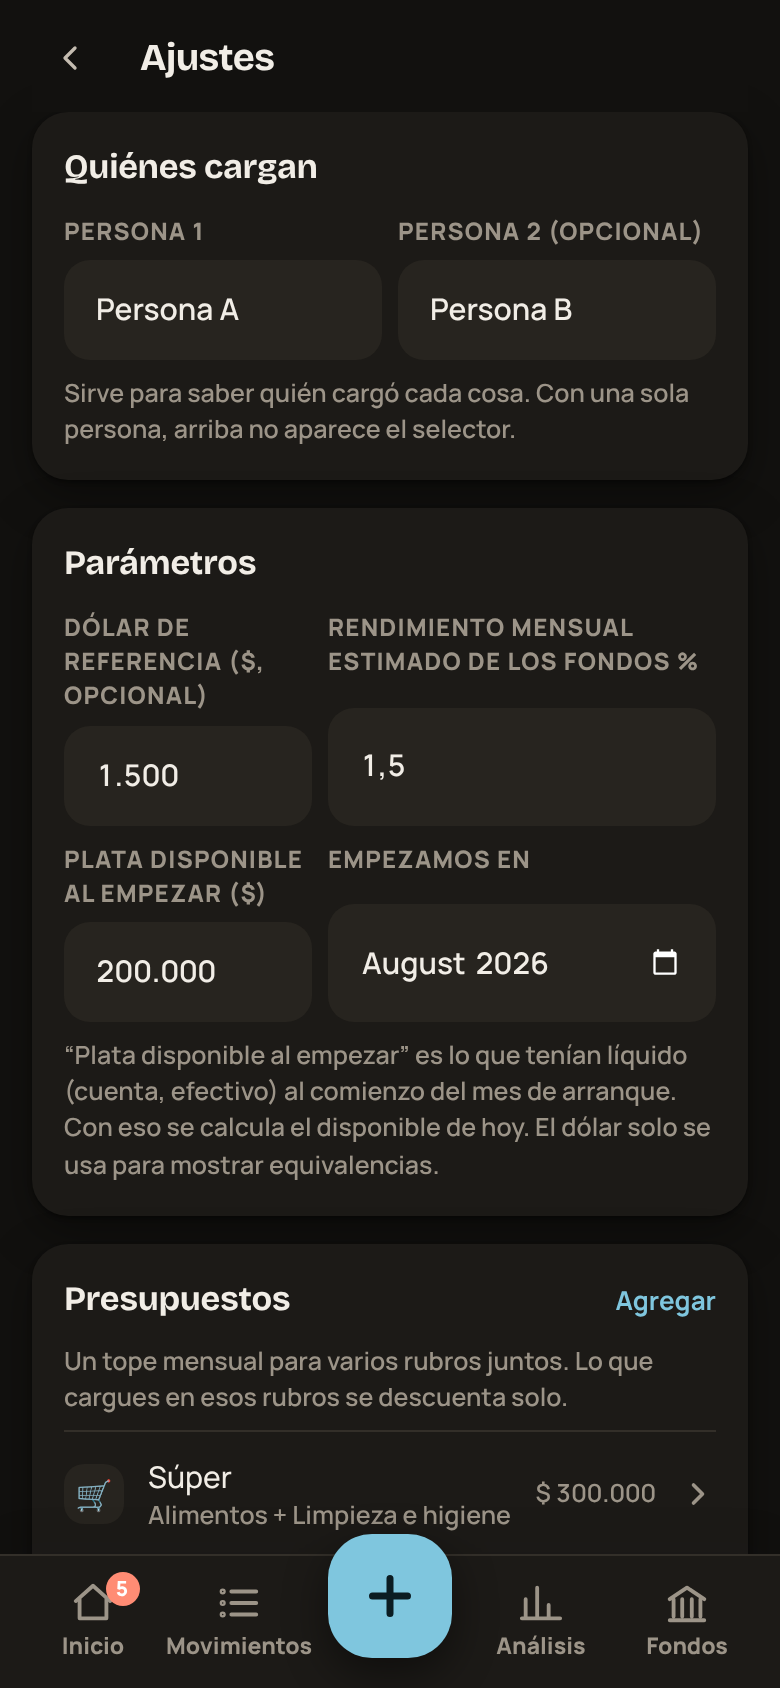 Ajustes
Quiénes cargan
PERSONA 1
PERSONA 2 (OPCIONAL)
Persona A
Persona B
Sirve para saber quién cargó cada cosa. Con una sola
persona, arriba no aparece el selector.
Parámetros
DÓLAR DE
REFERENCIA ($,
OPCIONAL)
RENDIMIENTO MENSUAL
ESTIMADO DE LOS FONDOS %
1.500
1,5
PLATA DISPONIBLE
AL EMPEZAR ($)
EMPEZAMOS EN
200.000
August 2026
“Plata disponible al empezar” es lo que tenían líquido
(cuenta, efectivo) al comienzo del mes de arranque.
Con eso se calcula el disponible de hoy. El dólar solo se
usa para mostrar equivalencias.
Presupuestos
Agregar
Un tope mensual para varios rubros juntos. Lo que
cargues en esos rubros se descuenta solo.
Súper
Alimentos + Limpieza e higiene
$ 300.000
5
Inicio
Movimientos
Análisis
Fondos